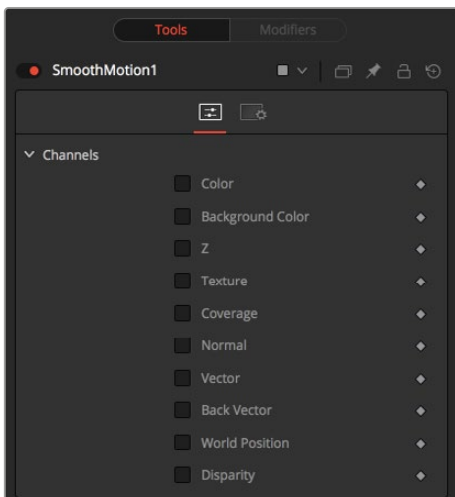 Tools Modifiers
SmoothMotion1
Channels
Color
Background Color
Z
Texture
Coverage
Normal
Vector
Back Vector
World Position
Disparity